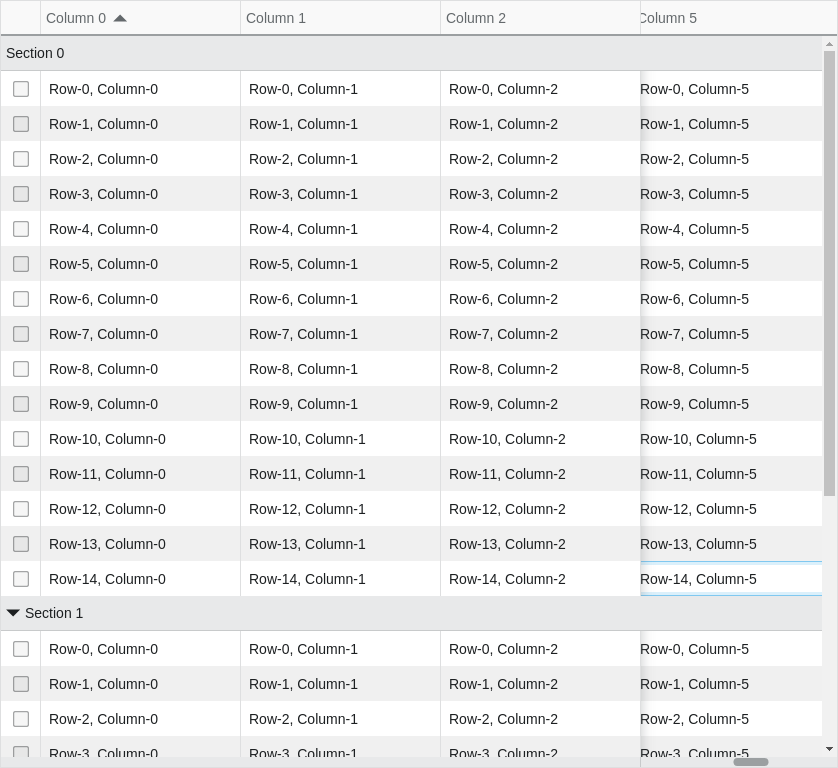 Column 0 Column 1 Column 2 Column 5
Section 0
Row-0, Column-0 Row-0, Column-1 Row-0, Column-2 Row-0, Column-5
Row-1, Column-0 Row-1, Column-1 Row-1, Column-2 Row-1, Column-5
Row-2, Column-0 Row-2, Column-1 Row-2, Column-2 Row-2, Column-5
Row-3, Column-0 Row-3, Column-1 Row-3, Column-2 Row-3, Column-5
Row-4, Column-0 Row-4, Column-1 Row-4, Column-2 Row-4, Column-5
Row-5, Column-0 Row-5, Column-1 Row-5, Column-2 Row-5, Column-5
Row-6, Column-0 Row-6, Column-1 Row-6, Column-2 Row-6, Column-5
Row-7, Column-0 Row-7, Column-1 Row-7, Column-2 Row-7, Column-5
Row-8, Column-0 Row-8, Column-1 Row-8, Column-2 Row-8, Column-5
Row-9, Column-0 Row-9, Column-1 Row-9, Column-2 Row-9, Column-5
Row-10, Column-0 Row-10, Column-1 Row-10, Column-2 Row-10, Column-5
Row-11, Column-0 Row-11, Column-1 Row-11, Column-2 Row-11, Column-5
Row-12, Column-0 Row-12, Column-1 Row-12, Column-2 Row-12, Column-5
Row-13, Column-0 Row-13, Column-1 Row-13, Column-2 Row-13, Column-5
Row-14, Column-0 Row-14, Column-1 Row-14, Column-2 Row-14, Column-5
Section 1
Row-0, Column-0 Row-0, Column-1 Row-0, Column-2 Row-0, Column-5
Row-1, Column-0 Row-1, Column-1 Row-1, Column-2 Row-1, Column-5
Row-2, Column-0 Row-2, Column-1 Row-2, Column-2 Row-2, Column-5
Row-3, Column-0 Row-3, Column-1 Row-3, Column-2 Row-3, Column-5